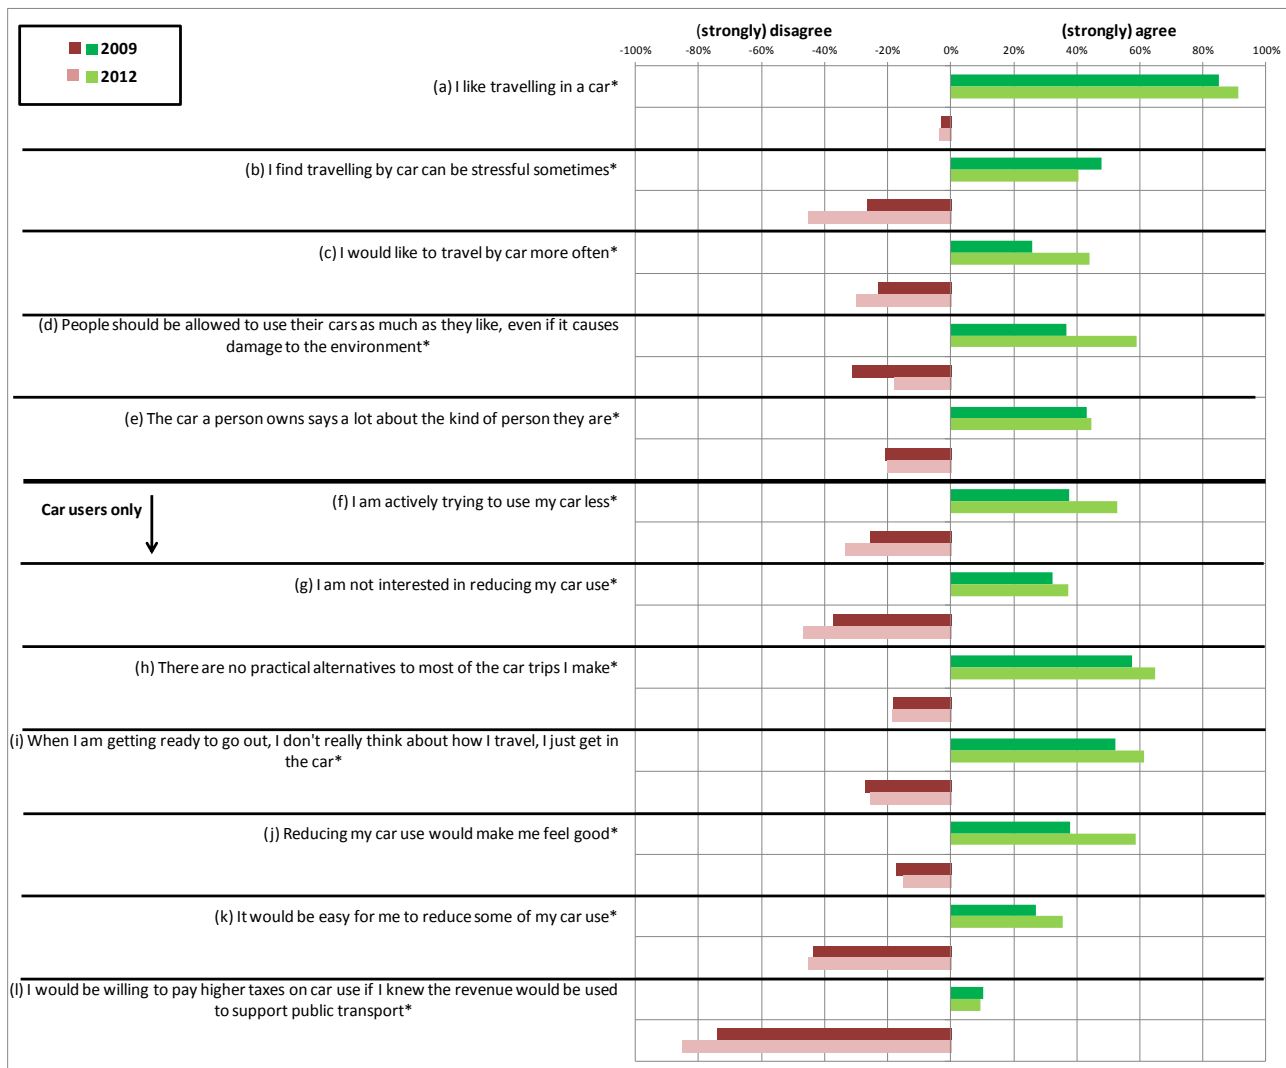 2009
2012
(strongly) disagree
(strongly) agree
-100% -80% -60% -40% -20% 0% 20% 40% 60% 80% 100%
(a) I like travelling in a car*
(b) I find travelling by car can be stressful sometimes*
(c) I would like to travel by car more often*
(d) People should be allowed to use their cars as much as they like, even if it causes
damage to the environment*
(e) The car a person owns says a lot about the kind of person they are*
Car users only
(f) I am actively trying to use my car less*
(g) I am not interested in reducing my car use*
(h) There are no practical alternatives to most of the car trips I make*
(i) When I am getting ready to go out, I don't really think about how I travel, I just get in
the car*
(j) Reducing my car use would make me feel good*
(k) It would be easy for me to reduce some of my car use*
(l) I would be willing to pay higher taxes on car use if I knew the revenue would be used
to support public transport*